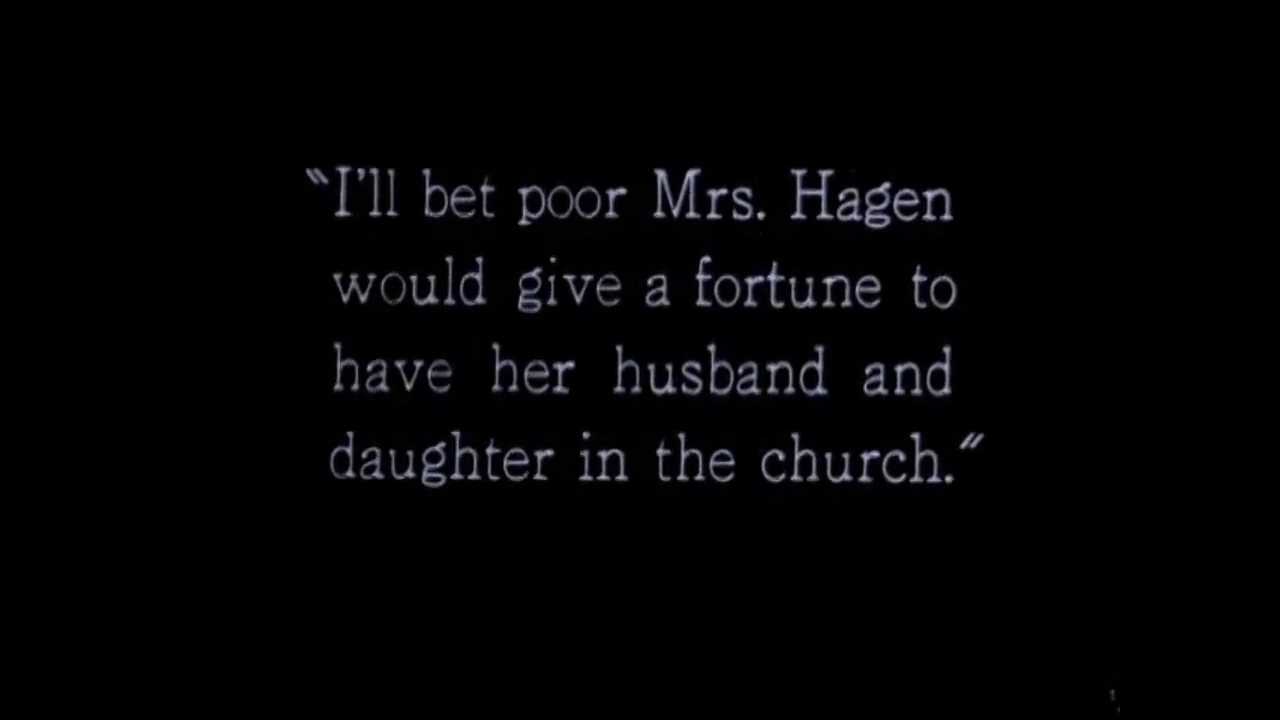 "I'll bet poor Mrs. Hagen
would give a fortune to
have her husband and
daughter in the church."